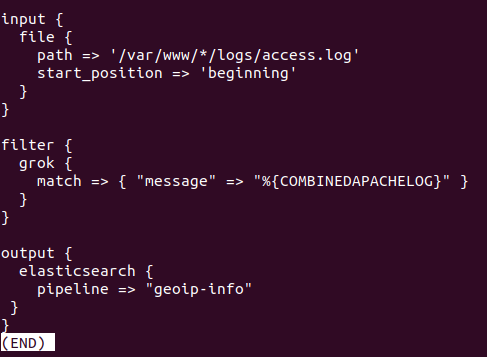 input {
  file {
    path => '/var/www/*/logs/access.log'
    start_position => 'beginning'
  }
}

filter {
  grok {
    match => { "message" => "%{COMBINEDAPACHELOG}" }
  }
}

output {
  elasticsearch {
    pipeline => "geoip-info"
 }
}
(END)